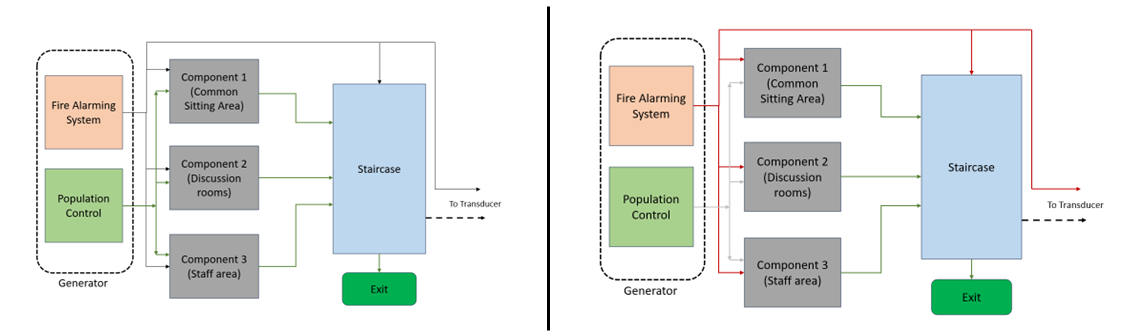 Fire Alarming
System
Population
Control
Generator
Component 1
(Common
Sitting Area)
Component 2
(Discussion
rooms)
Component 3
(Staff area)
Staircase
To Transducer
Exit
Fire Alarming
System
Population
Control
Generator
Component 1
(Common
Sitting Area)
Component 2
(Discussion
rooms)
Component 3
(Staff area)
Staircase
To Transducer
Exit